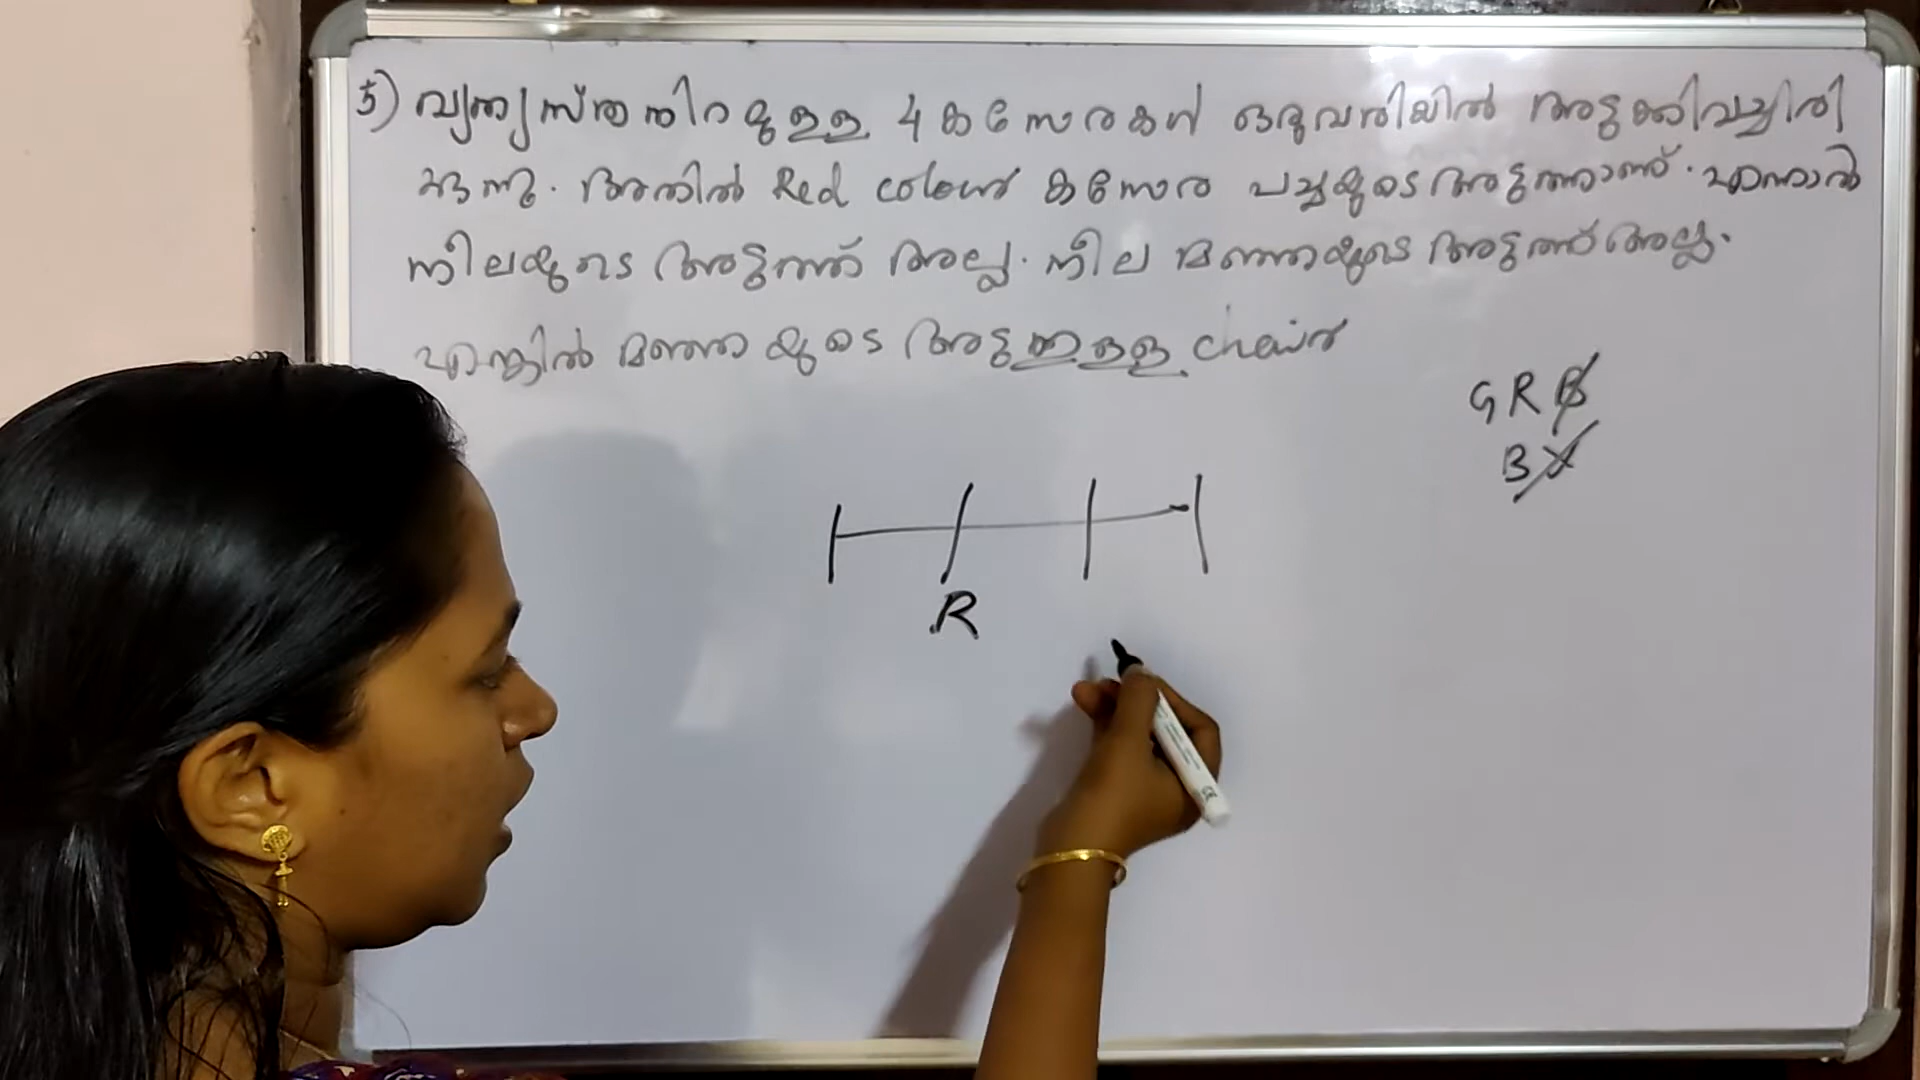 5) വ്യത്യസ്ത നിറമുള്ള 4 കസേരകൾ ഒരു വരിയിൽ അടുക്കിവച്ചിരി
ക്കുന്നു. അതിൽ Red colour കസേര പച്ചയുടെ അടുത്താണ്. എന്നാൽ
നീലയുടെ അടുത്ത് അല്ല. നീല മഞ്ഞയുടെ അടുത്ത് അല്ല.
എങ്കിൽ മഞ്ഞയുടെ അടുത്തുള്ള chair
G R B
B Y
R